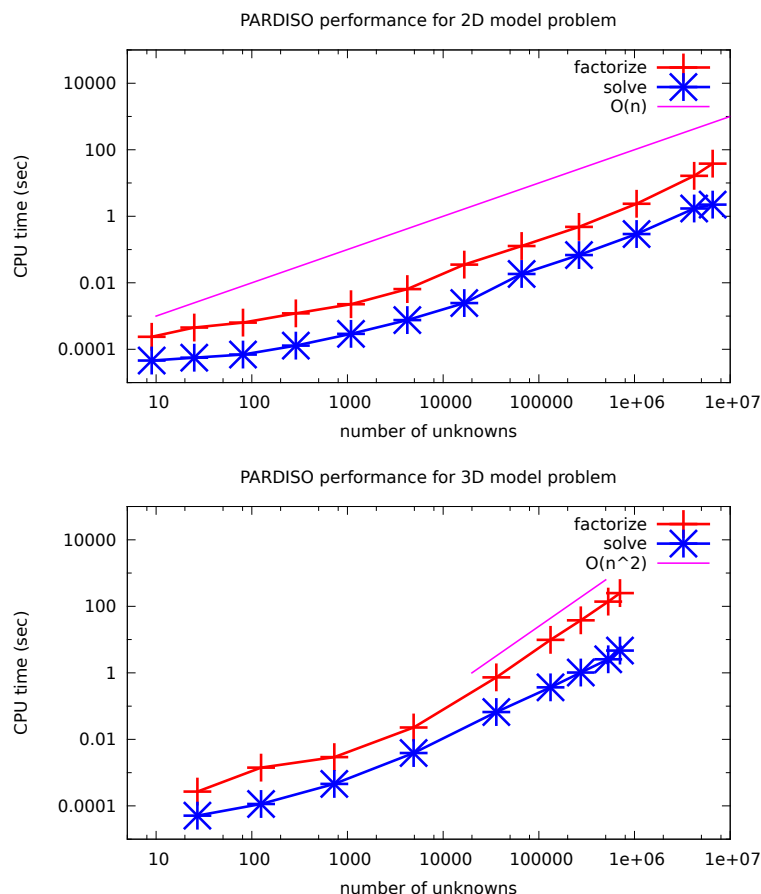 PARDISO performance for 2D model problem
factorize
solve
O(n)
10000
100
1
0.01
0.0001
CPU time (sec)
10 100 1000 10000 100000 1e+06 1e+07
number of unknowns
PARDISO performance for 3D model problem
factorize
solve
O(n^2)
10000
100
1
0.01
0.0001
CPU time (sec)
10 100 1000 10000 100000 1e+06 1e+07
number of unknowns